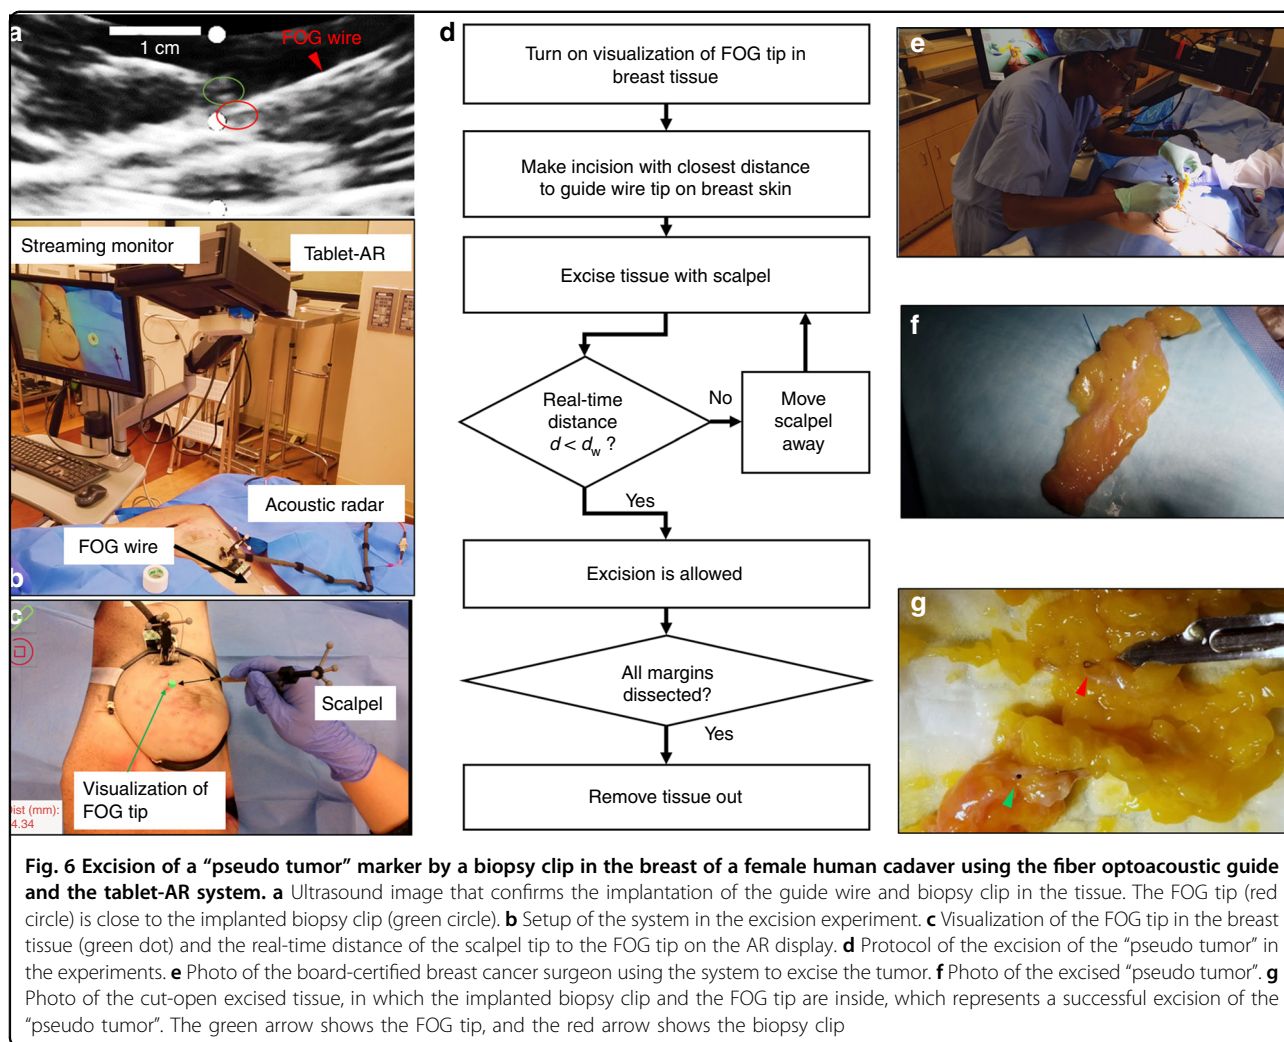 a
1 cm
FOG wire
Streaming monitor
Tablet-AR
Acoustic radar
FOG wire
b
c
Scalpel
Visualization of
FOG tip
Dist (mm):
4.34
d
Turn on visualization of FOG tip in
breast tissue
Make incision with closest distance
to guide wire tip on breast skin
Excise tissue with scalpel
Real-time
distance
d < dw ?
No
Move
scalpel
away
Yes
Excision is allowed
All margins
dissected?
Yes
Remove tissue out
e
f
g
Fig. 6 Excision of a “pseudo tumor” marker by a biopsy clip in the breast of a female human cadaver using the fiber optoacoustic guide
and the tablet-AR system. a Ultrasound image that confirms the implantation of the guide wire and biopsy clip in the tissue. The FOG tip (red
circle) is close to the implanted biopsy clip (green circle). b Setup of the system in the excision experiment. c Visualization of the FOG tip in the breast
tissue (green dot) and the real-time distance of the scalpel tip to the FOG tip on the AR display. d Protocol of the excision of the “pseudo tumor” in
the experiments. e Photo of the board-certified breast cancer surgeon using the system to excise the tumor. f Photo of the excised “pseudo tumor”. g
Photo of the cut-open excised tissue, in which the implanted biopsy clip and the FOG tip are inside, which represents a successful excision of the
“pseudo tumor”. The green arrow shows the FOG tip, and the red arrow shows the biopsy clip